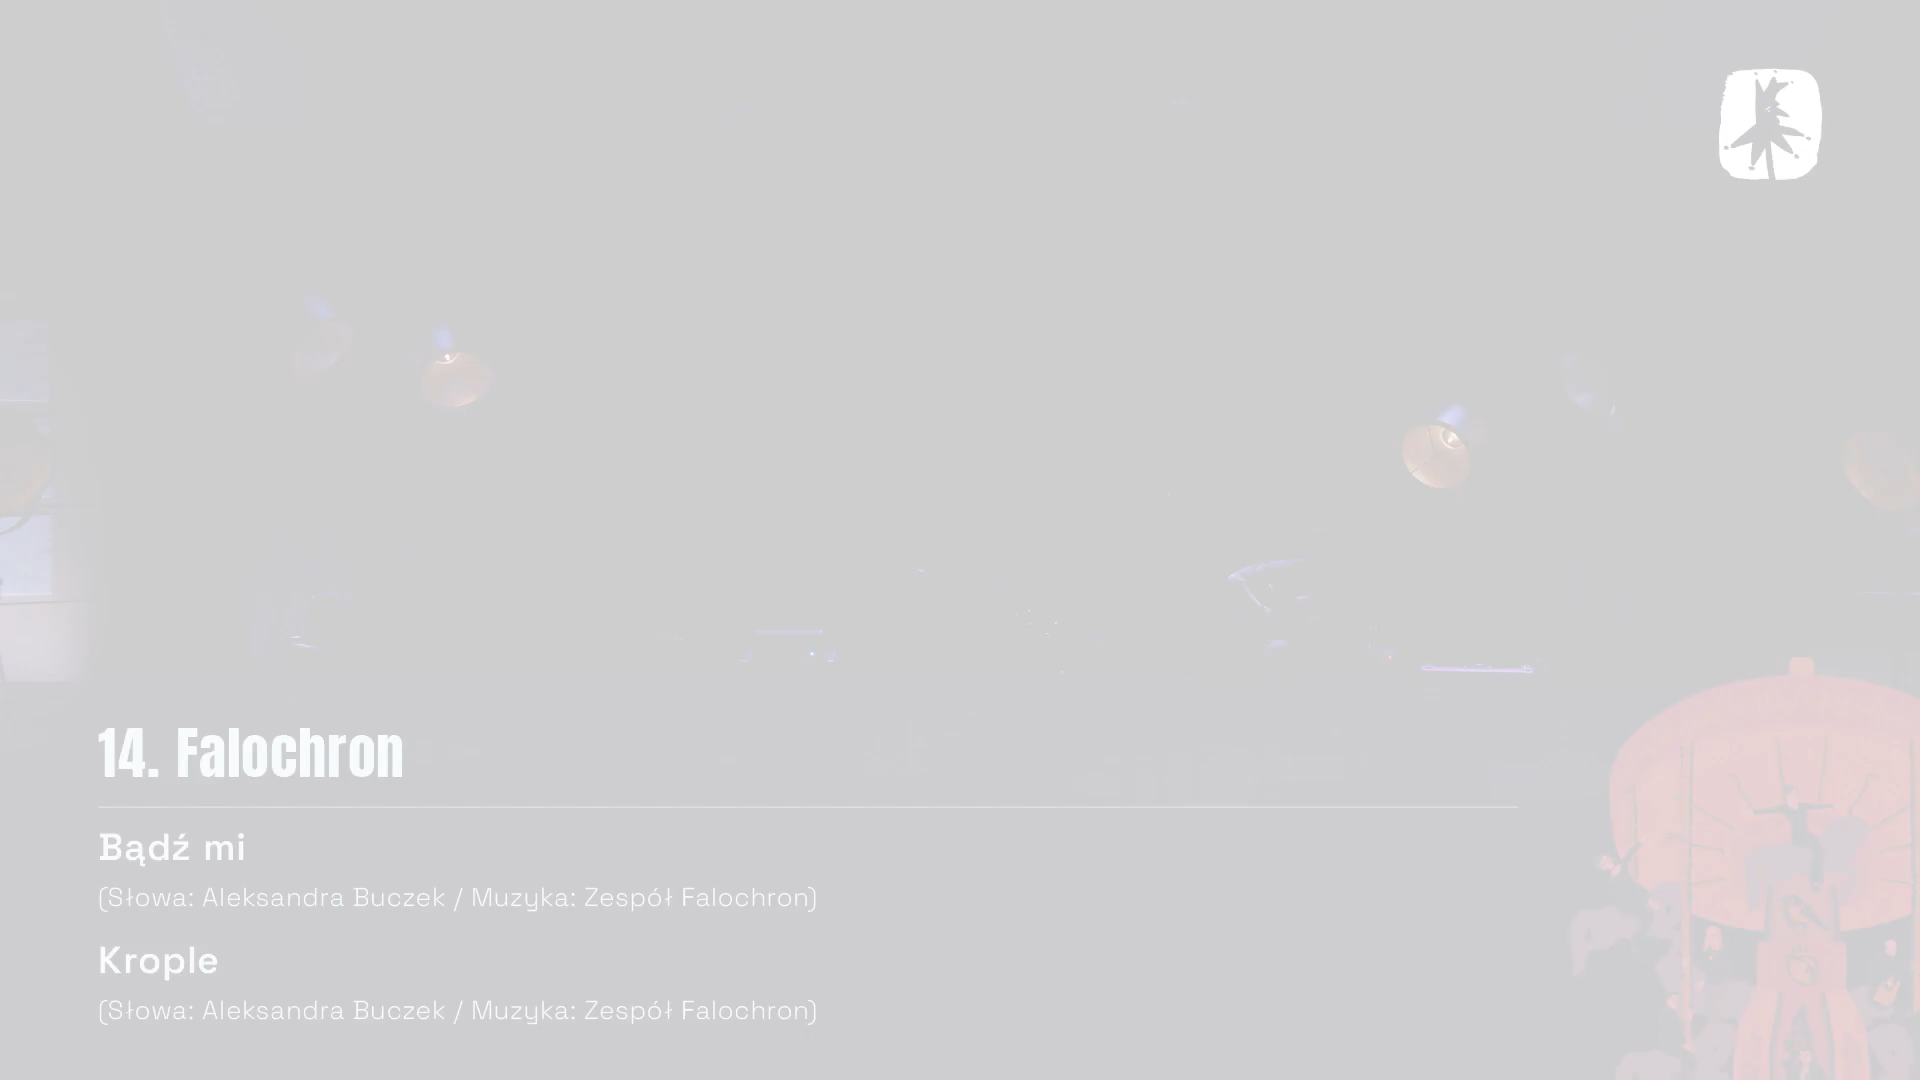 14. Falochron
Bądź mi
(Słowa: Aleksandra Buczek / Muzyka: Zespół Falochron)
Krople
(Słowa: Aleksandra Buczek / Muzyka: Zespół Falochron)